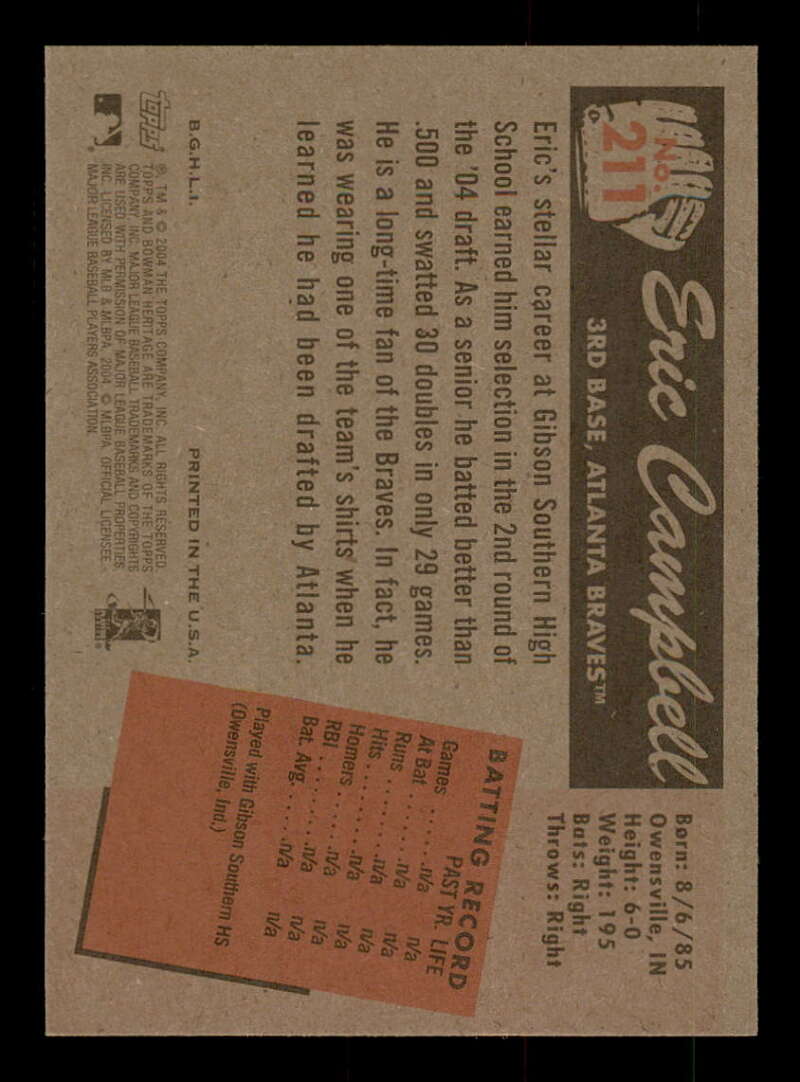 No.
211
Eric Campbell
3RD BASE, ATLANTA BRAVES™
Born: 8/6/85
Owensville, IN
Height: 6-0
Weight: 195
Bats: Right
Throws: Right
Eric's stellar career at Gibson Southern High
School earned him selection in the 2nd round of
the '04 draft. As a senior he batted better than
.500 and swatted 30 doubles in only 29 games.
He is a long-time fan of the Braves. In fact, he
was wearing one of the team's shirts when he
learned he had been drafted by Atlanta.
BATTING RECORD
PAST YR. LIFE
Games ......n/a n/a
At Bat .......n/a n/a
Runs ........n/a n/a
Hits .........n/a n/a
Homers ......n/a n/a
RBI .........n/a n/a
Bat. Avg. .....n/a n/a
Played with Gibson Southern HS
(Owensville, Ind.)
B.G.H.L.I.
PRINTED IN THE U.S.A.
Topps
®, TM & © 2004 THE TOPPS COMPANY, INC. ALL RIGHTS RESERVED.
TOPPS AND BOWMAN HERITAGE ARE TRADEMARKS OF THE TOPPS
COMPANY, INC. MAJOR LEAGUE BASEBALL TRADEMARKS AND COPYRIGHTS
ARE USED WITH PERMISSION OF MAJOR LEAGUE BASEBALL PROPERTIES,
INC. LICENSED BY MLB & MLBPA, 2004. © MLBPA. OFFICIAL LICENSEE -
MAJOR LEAGUE BASEBALL PLAYERS ASSOCIATION.